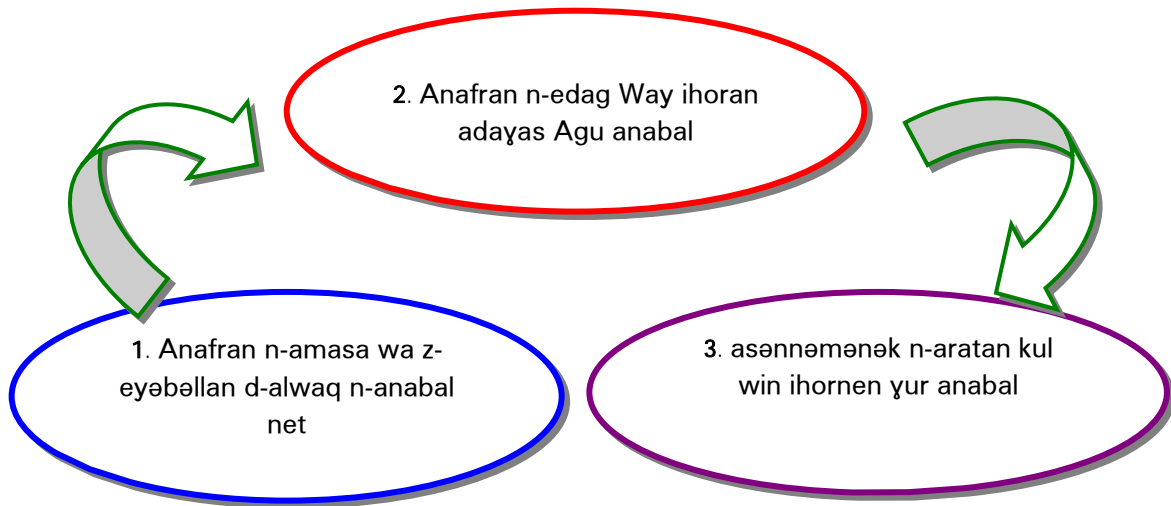 2. Anafran n-edag Way ihoran
adaɣas Agu anabal
1. Anafran n-amasa wa z-
eyəbəllan d-alwaq n-anabal
net
3. asənnəmənək n-aratan kul
win ihornen ɣur anabal